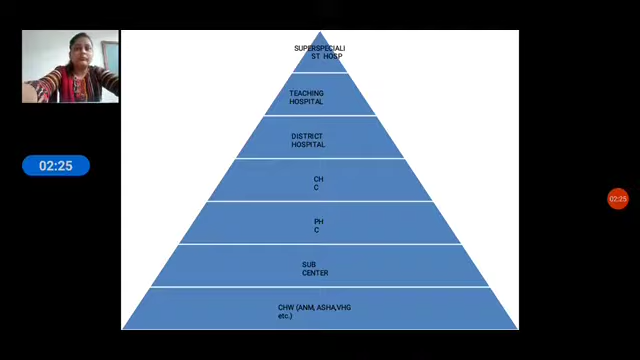 SUPERSPECIALI
ST HOSP
TEACHING
HOSPITAL
02:25
DISTRICT
HOSPITAL
CH
C
02:25
PH
C
SUB
CENTER
CHW (ANM, ASHA,VHG
etc.)